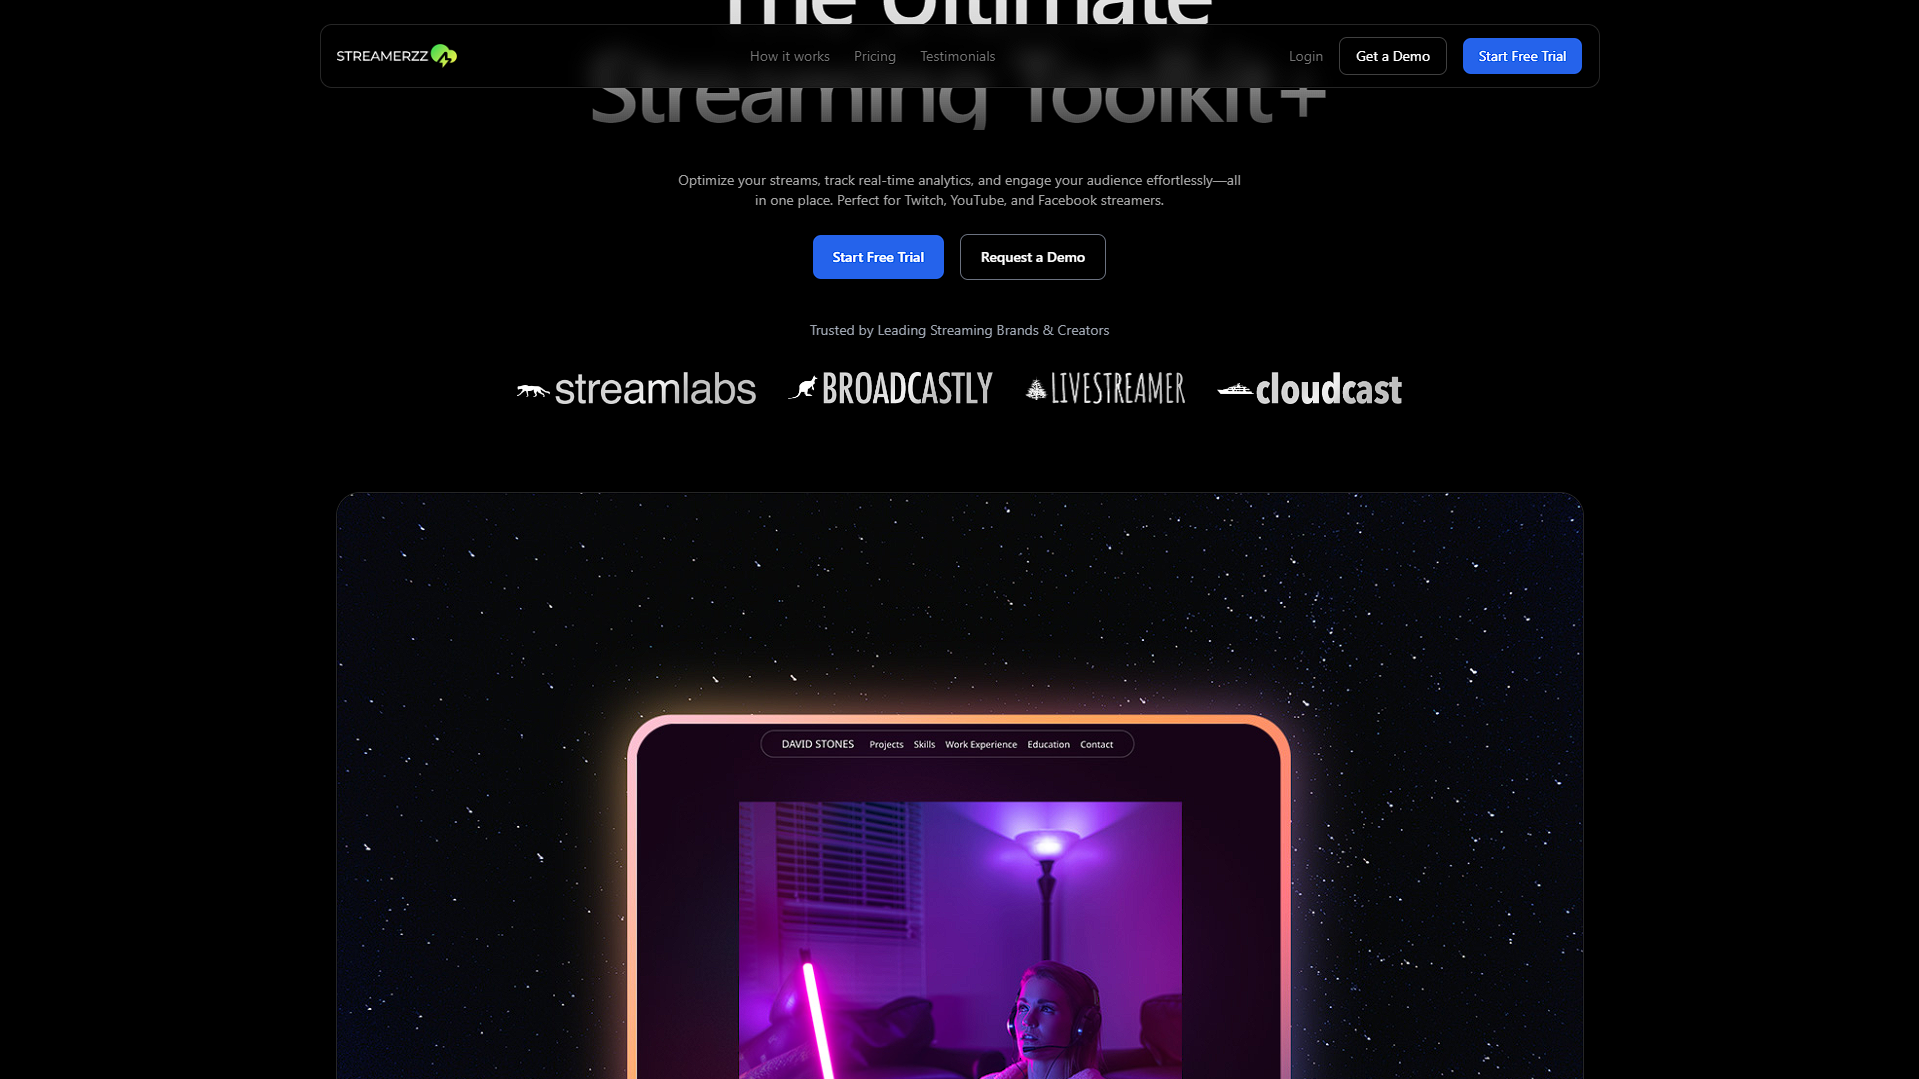 The Ultimate
STREAMERZZ
How it works
Pricing
Testimonials
Login
Get a Demo
Start Free Trial
Streaming Toolkit+
Optimize your streams, track real-time analytics, and engage your audience effortlessly—all
in one place. Perfect for Twitch, YouTube, and Facebook streamers.
Start Free Trial
Request a Demo
Trusted by Leading Streaming Brands & Creators
streamlabs
BROADCASTLY
LIVESTREAMER
cloudcast
DAVID STONES
Projects
Skills
Work Experience
Education
Contact